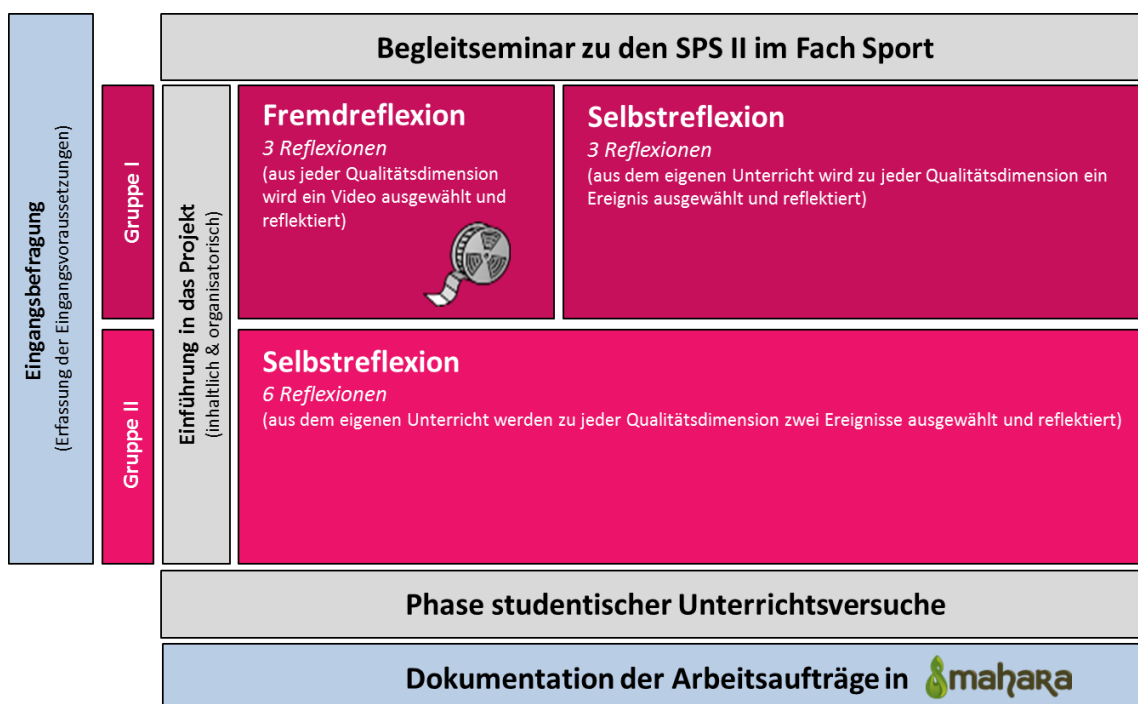 Begleitseminar zu den SPS II im Fach Sport
Eingangsbefragung
(Erfassung der Eingangsvoraussetzungen)
Gruppe I
Einführung in das Projekt
(inhaltlich & organisatorisch)
Fremdreflexion
3 Reflexionen
(aus jeder Qualitätsdimension
wird ein Video ausgewählt und
reflektiert)
Selbstreflexion
3 Reflexionen
(aus dem eigenen Unterricht wird zu jeder Qualitätsdimension ein
Ereignis ausgewählt und reflektiert)
Gruppe II
Selbstreflexion
6 Reflexionen
(aus dem eigenen Unterricht werden zu jeder Qualitätsdimension zwei Ereignisse ausgewählt und reflektiert)
Phase studentischer Unterrichtsversuche
Dokumentation der Arbeitsaufträge in mahara